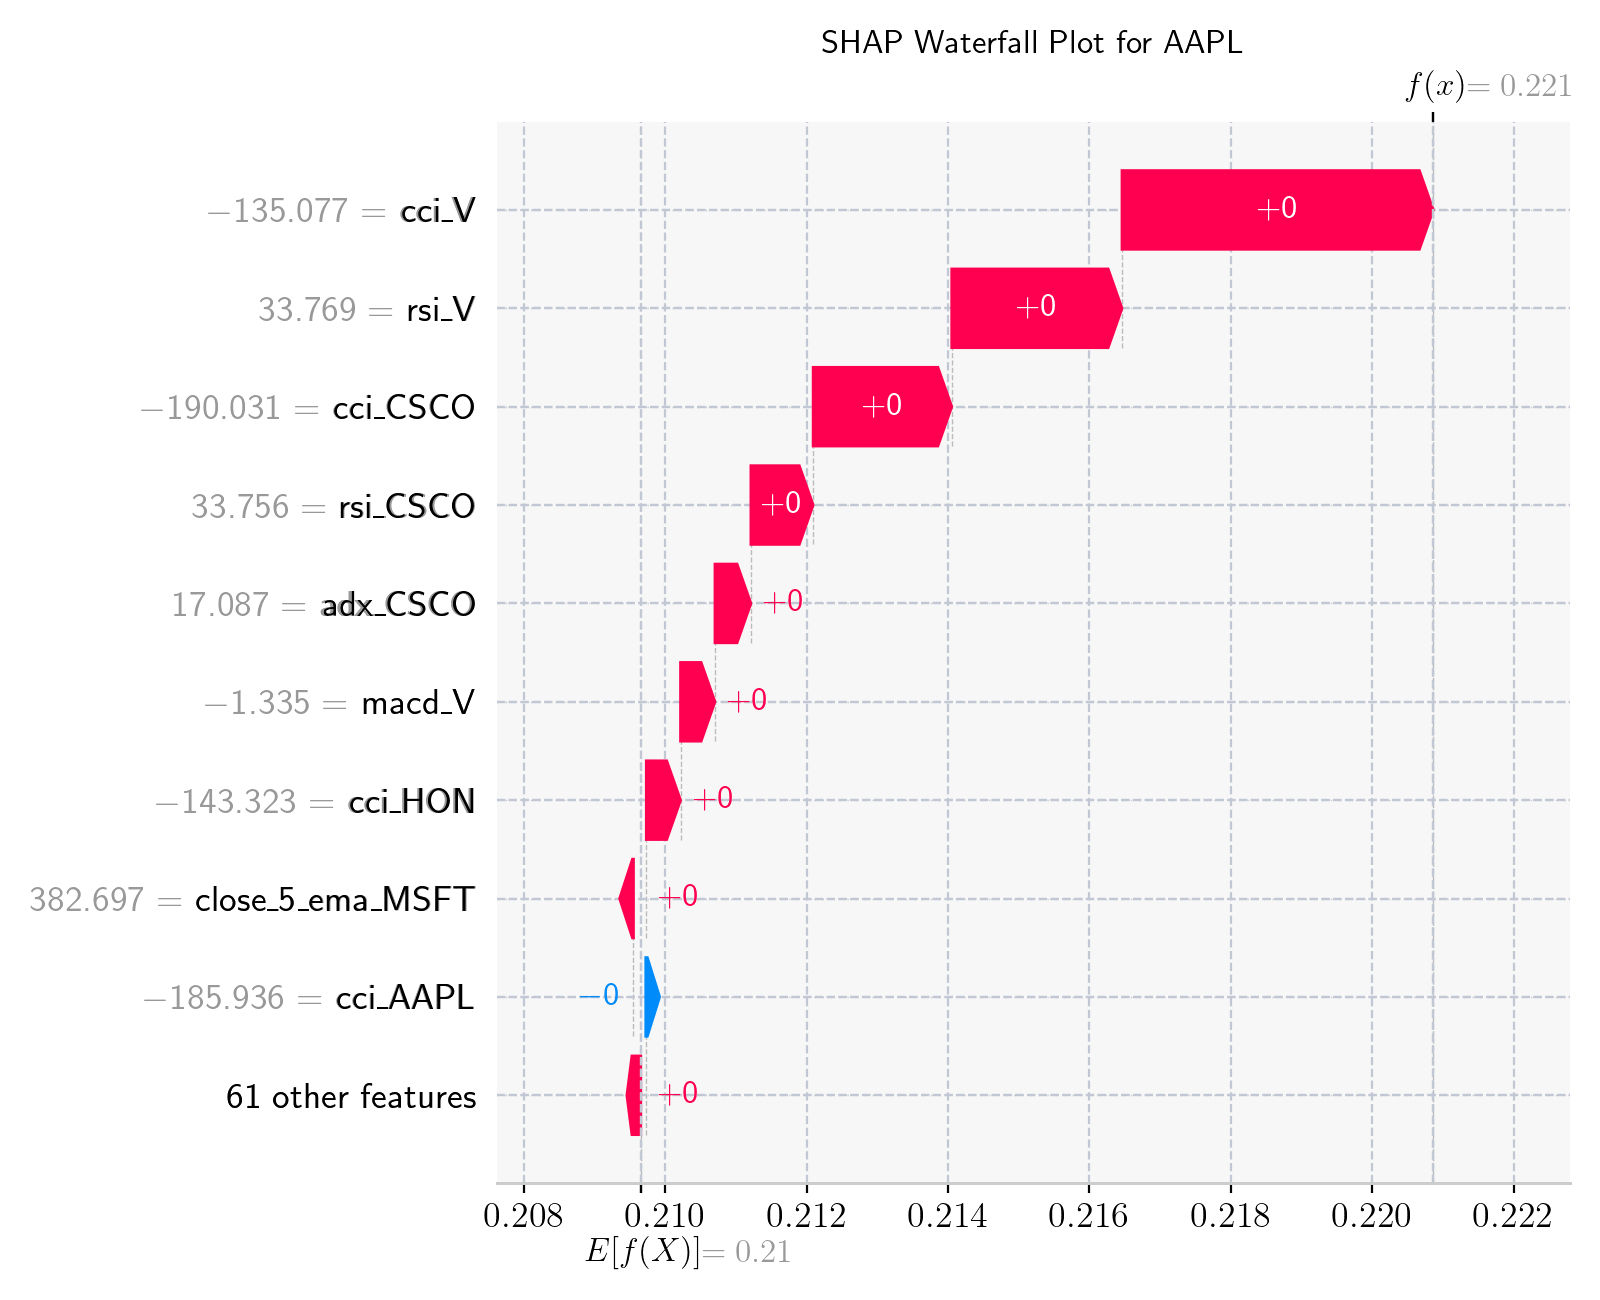 SHAP Waterfall Plot for AAPL
f(x) = 0.221
−135.077 = cci_V
+0
33.769 = rsi_V
+0
−190.031 = cci_CSCO
+0
33.756 = rsi_CSCO
+0
17.087 = adx_CSCO
+0
−1.335 = macd_V
+0
−143.323 = cci_HON
+0
382.697 = close_5_ema_MSFT
+0
−185.936 = cci_AAPL
−0
61 other features
+0
0.208 0.210 0.212 0.214 0.216 0.218 0.220 0.222
E[f(X)] = 0.21